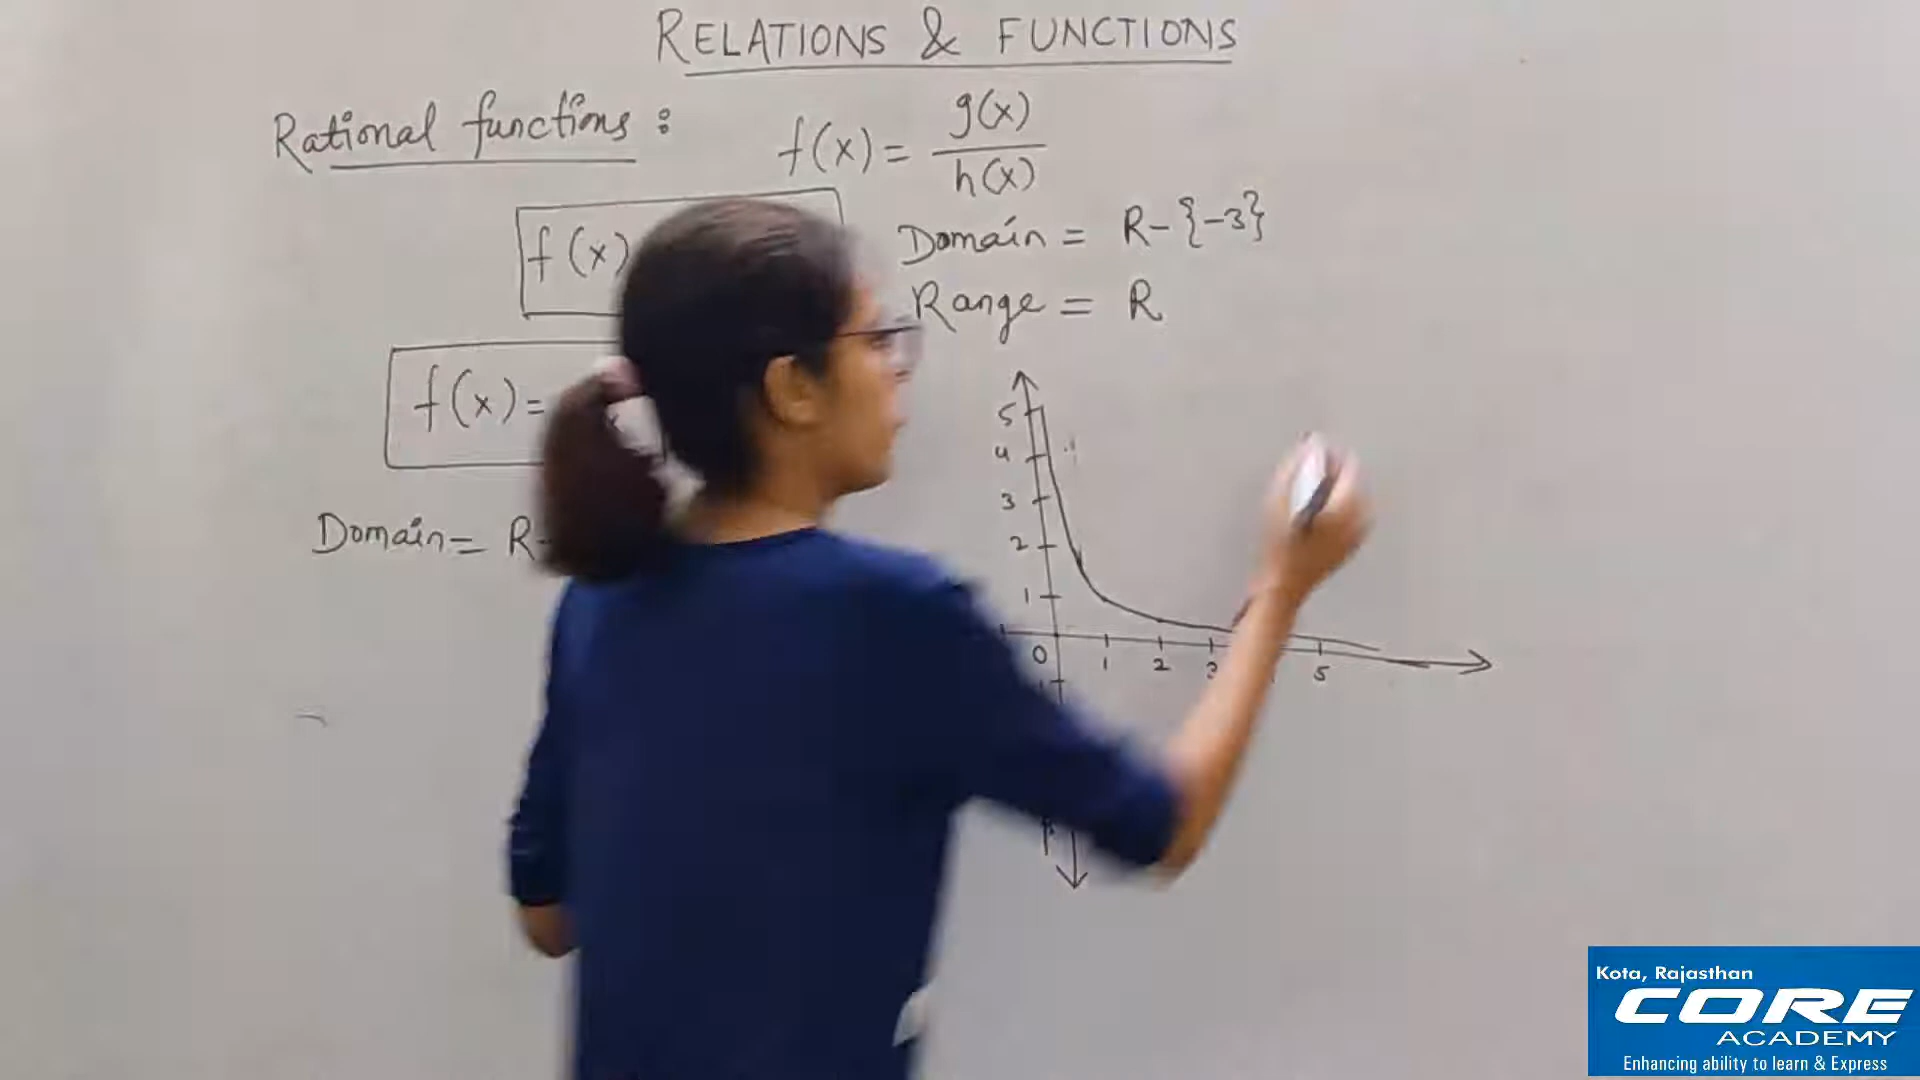 RELATIONS & FUNCTIONS
Rational functions :
f(x) = g(x)
h(x)
f(x)
Domain = R-{-3}
Range = R
f(x)=
Domain= R-
5
4
3
2
1
0
1 2 3 5
Kota, Rajasthan
CORE
ACADEMY
Enhancing ability to learn & Express